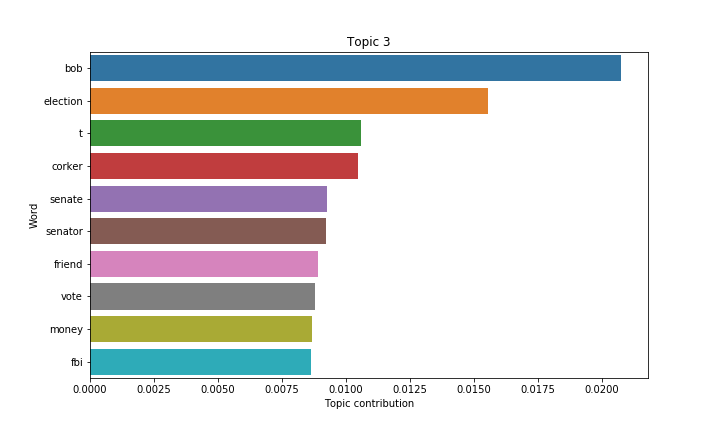 Topic 3
Word
bob
election
t
corker
senate
senator
friend
vote
money
fbi
0.0000 0.0025 0.0050 0.0075 0.0100 0.0125 0.0150 0.0175 0.0200
Topic contribution